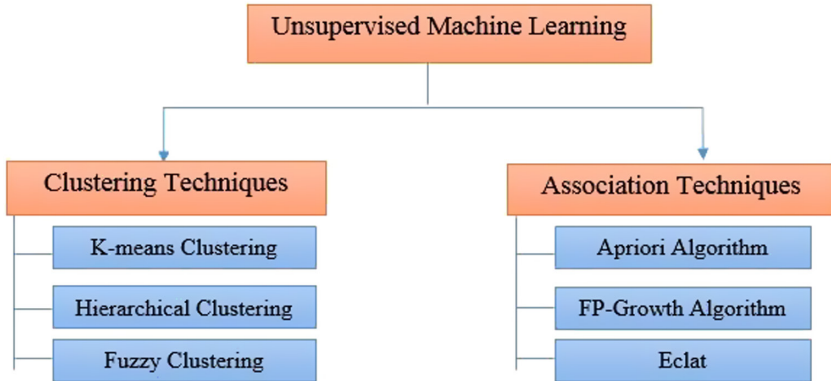 Unsupervised Machine Learning
Clustering Techniques
K-means Clustering
Hierarchical Clustering
Fuzzy Clustering
Association Techniques
Apriori Algorithm
FP-Growth Algorithm
Eclat